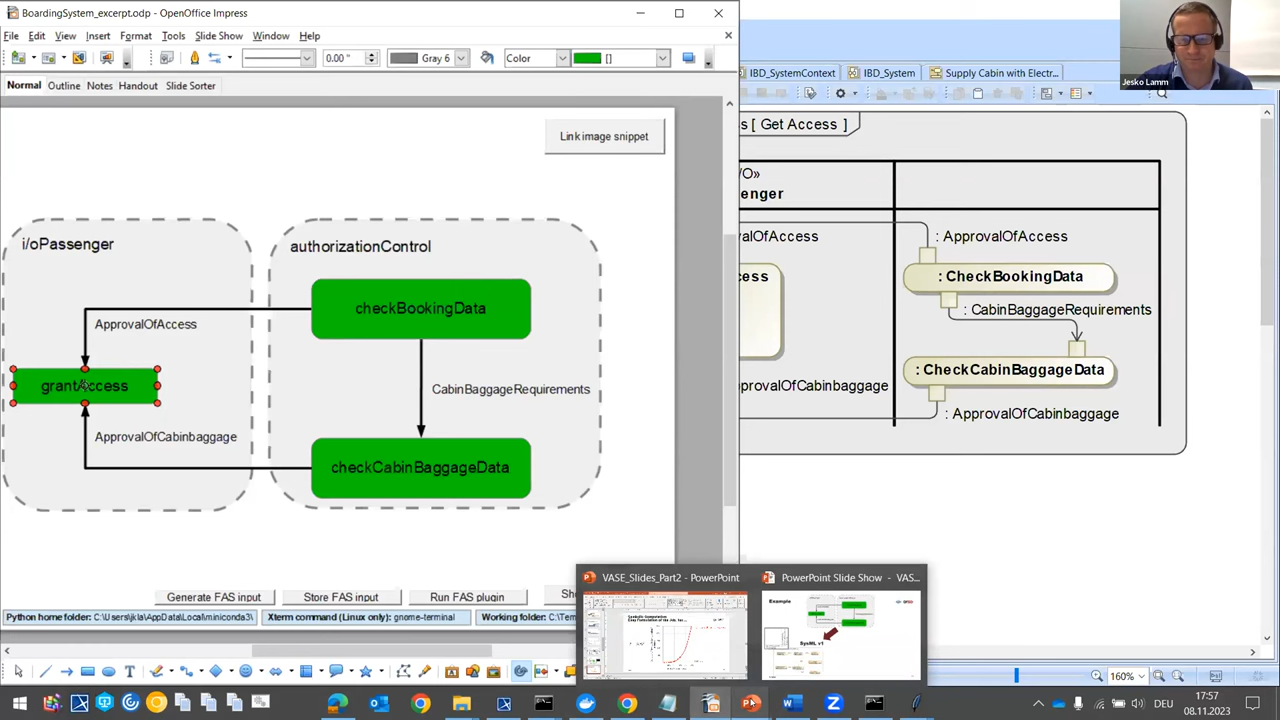 BoardingSystem_excerpt.odp - OpenOffice Impress
File Edit View Insert Format Tools Slide Show Window Help
0.00 " Gray 6 Color []
Normal Outline Notes Handout Slide Sorter
Link image snippet
i/oPassenger
authorizationControl
checkBookingData
ApprovalOfAccess
grantAccess
CabinBaggageRequirements
ApprovalOfCabinbaggage
checkCabinBaggageData
Generate FAS input Store FAS input Run FAS plugin
Python home folder: C:\Users\jkla\AppData\Local\miniconda3\ Xterm command (Linux only): gnome-terminal Working folder: C:\Tem
Jesko Lamm
IBD_SystemContext IBD_System Supply Cabin with Electr...
s [ Get Access ]
/O»
enger
: ApprovalOfAccess
: CheckBookingData
: CabinBaggageRequirements
: CheckCabinBaggageData
: ApprovalOfCabinbaggage
valOfAccess
ess
pprovalOfCabinbaggage
VASE_Slides_Part2 - PowerPoint
PowerPoint Slide Show - VAS...
Example
SysML v1
160%
DEU
17:57
08.11.2023